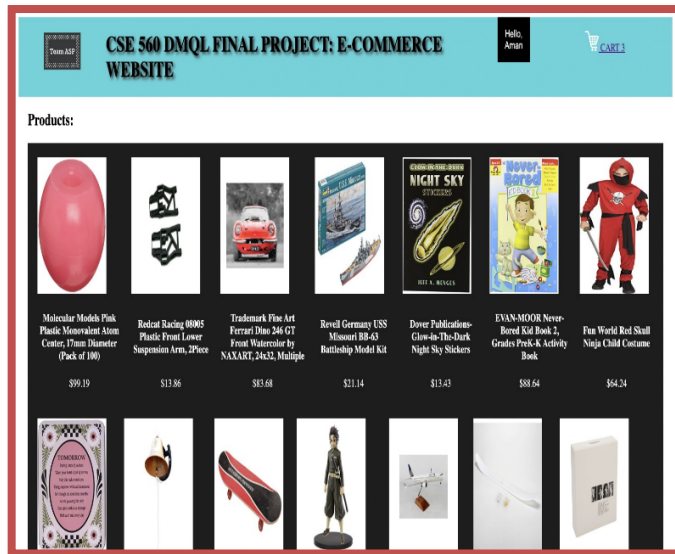 Team ASP
CSE 560 DMQL FINAL PROJECT: E-COMMERCE
WEBSITE
Hello,
Aman
CART 3
Products:
GLOW-IN-THE-DARK
NIGHT SKY
STICKERS
Never-
Bored
Molecular Models Pink
Plastic Monovalent Atom
Center, 17mm Diameter
(Pack of 100)
Redcat Racing 08005
Plastic Front Lower
Suspension Arm, 2Piece
Trademark Fine Art
Ferrari Dino 246 GT
Front Watercolor by
NAXART, 24x32, Multiple
Revell Germany USS
Missouri BB-63
Battleship Model Kit
Dover Publications-
Glow-in-The-Dark
Night Sky Stickers
EVAN-MOOR Never-
Bored Kid Book 2,
Grades PreK-K Activity
Book
Fun World Red Skull
Ninja Child Costume
$99.19
$13.86
$83.68
$21.14
$13.43
$88.64
$64.24
TOMORROW